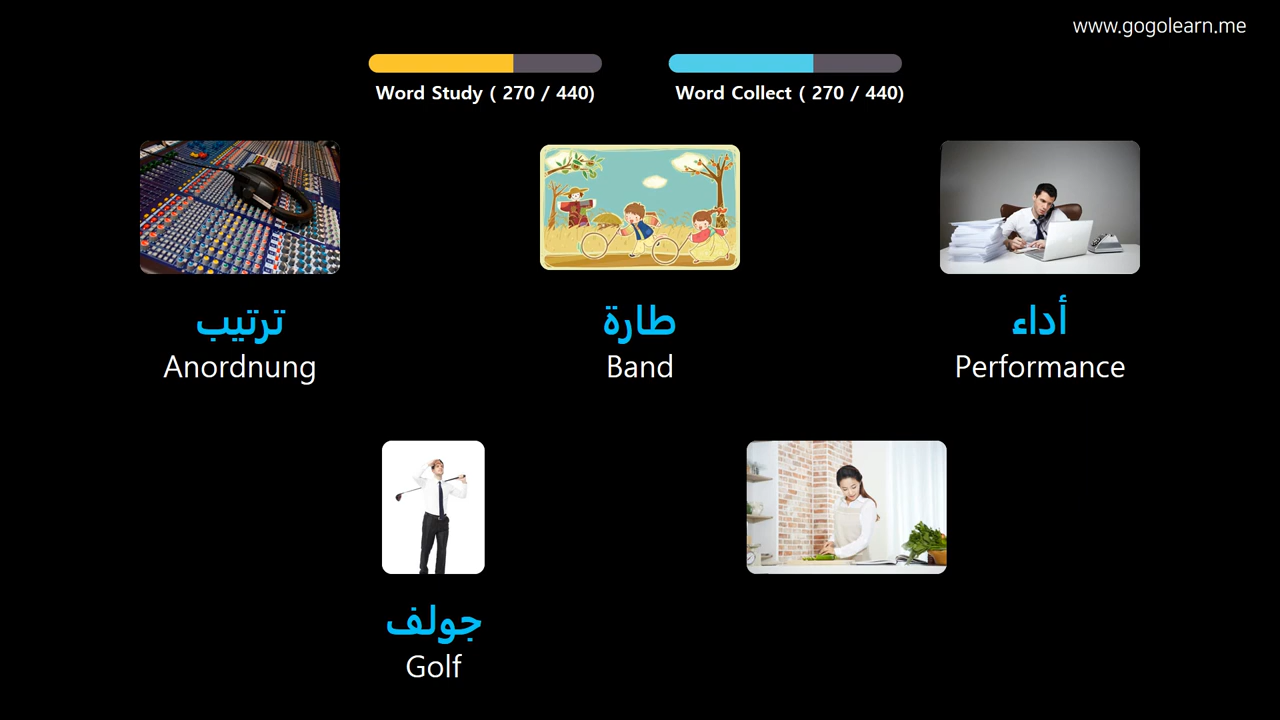 www.gogolearn.me
Word Study ( 270 / 440)
Word Collect ( 270 / 440)
ترتيب
Anordnung
طارة
Band
أداء
Performance
جولف
Golf